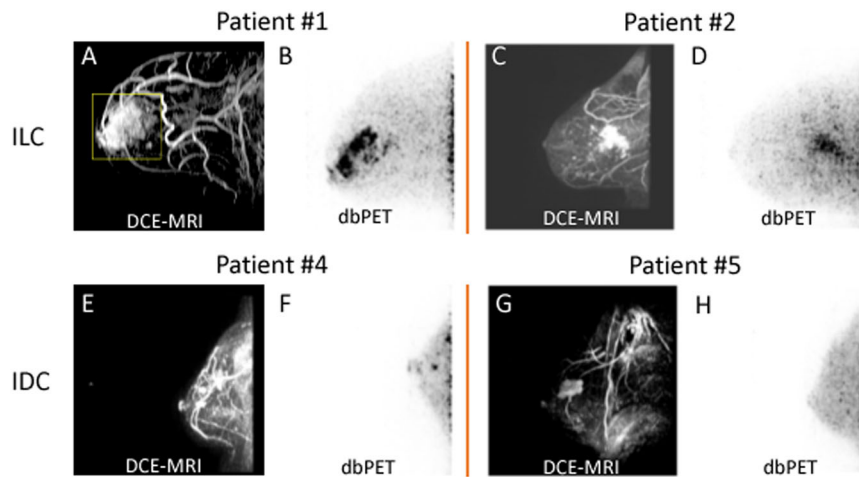 Patient #1
Patient #2
A
B
C
D
ILC
DCE-MRI
dbPET
DCE-MRI
dbPET
Patient #4
Patient #5
E
F
G
H
IDC
DCE-MRI
dbPET
DCE-MRI
dbPET